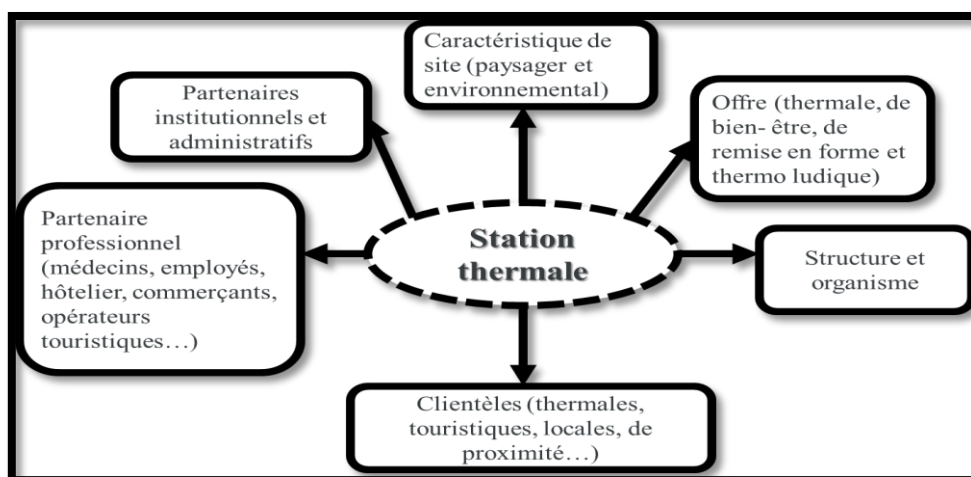 Caractéristique de
site (paysager et
environnemental)
Partenaires
institutionnels et
administratifs
Offre (thermale, de
bien- être, de
remise en forme et
thermo ludique)
Partenaire
professionnel
(médecins, employés,
hôtelier, commerçants,
opérateurs
touristiques…)
Station
thermale
Structure et
organisme
Clientèles (thermales,
touristiques, locales, de
proximité…)